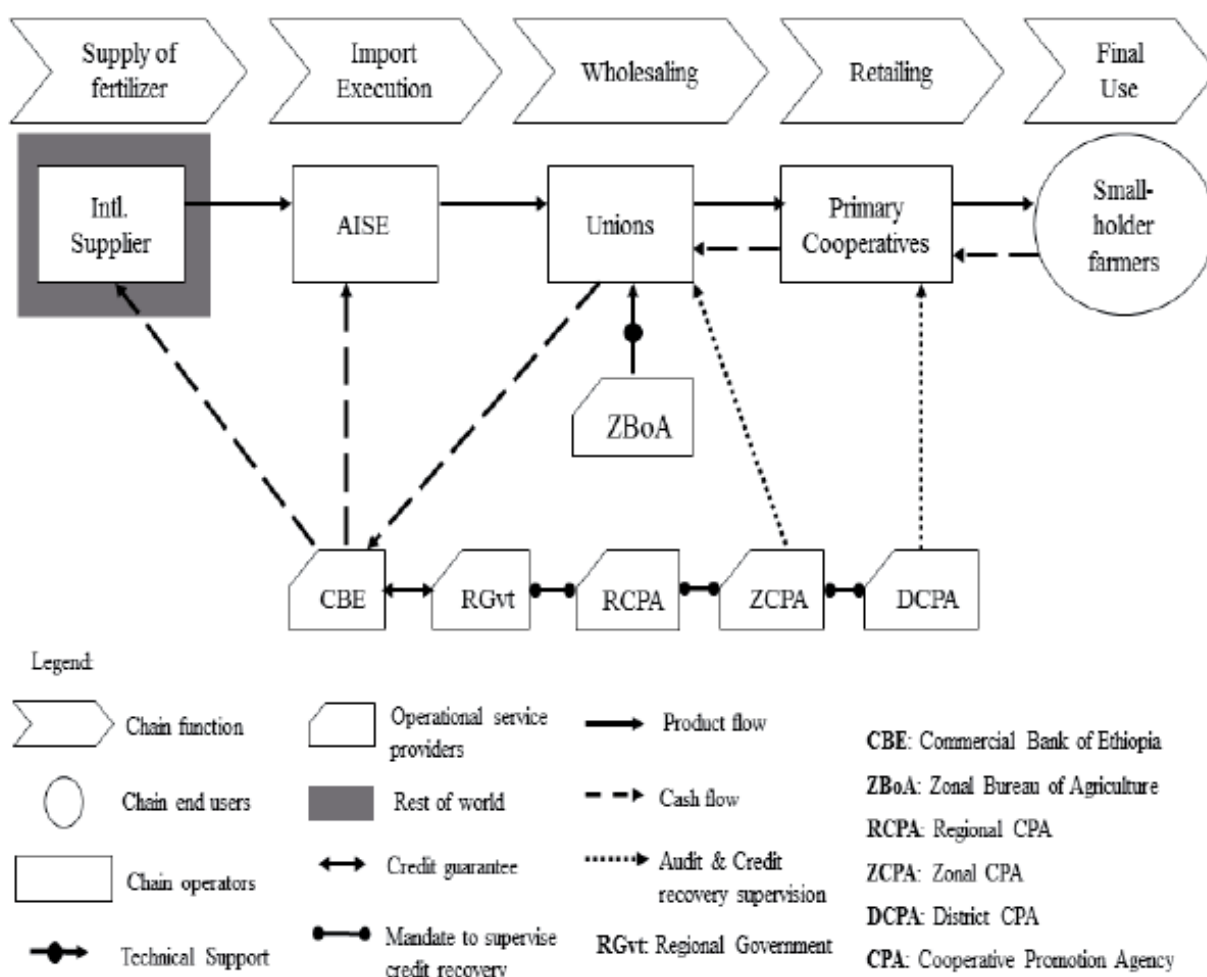 Supply of
fertilizer
Import
Execution
Wholesaling
Retailing
Final
Use
Intl.
Supplier
AISE
Unions
Primary
Cooperatives
Small-
holder
farmers
ZBoA
CBE
RGvt
RCPA
ZCPA
DCPA
Legend:
Chain function
Chain end users
Chain operators
Technical Support
Operational service
providers
Rest of world
Credit guarantee
Mandate to supervise
credit recovery
Product flow
Cash flow
Audit & Credit
recovery supervision
RGvt: Regional Government
CBE: Commercial Bank of Ethiopia
ZBoA: Zonal Bureau of Agriculture
RCPA: Regional CPA
ZCPA: Zonal CPA
DCPA: District CPA
CPA: Cooperative Promotion Agency